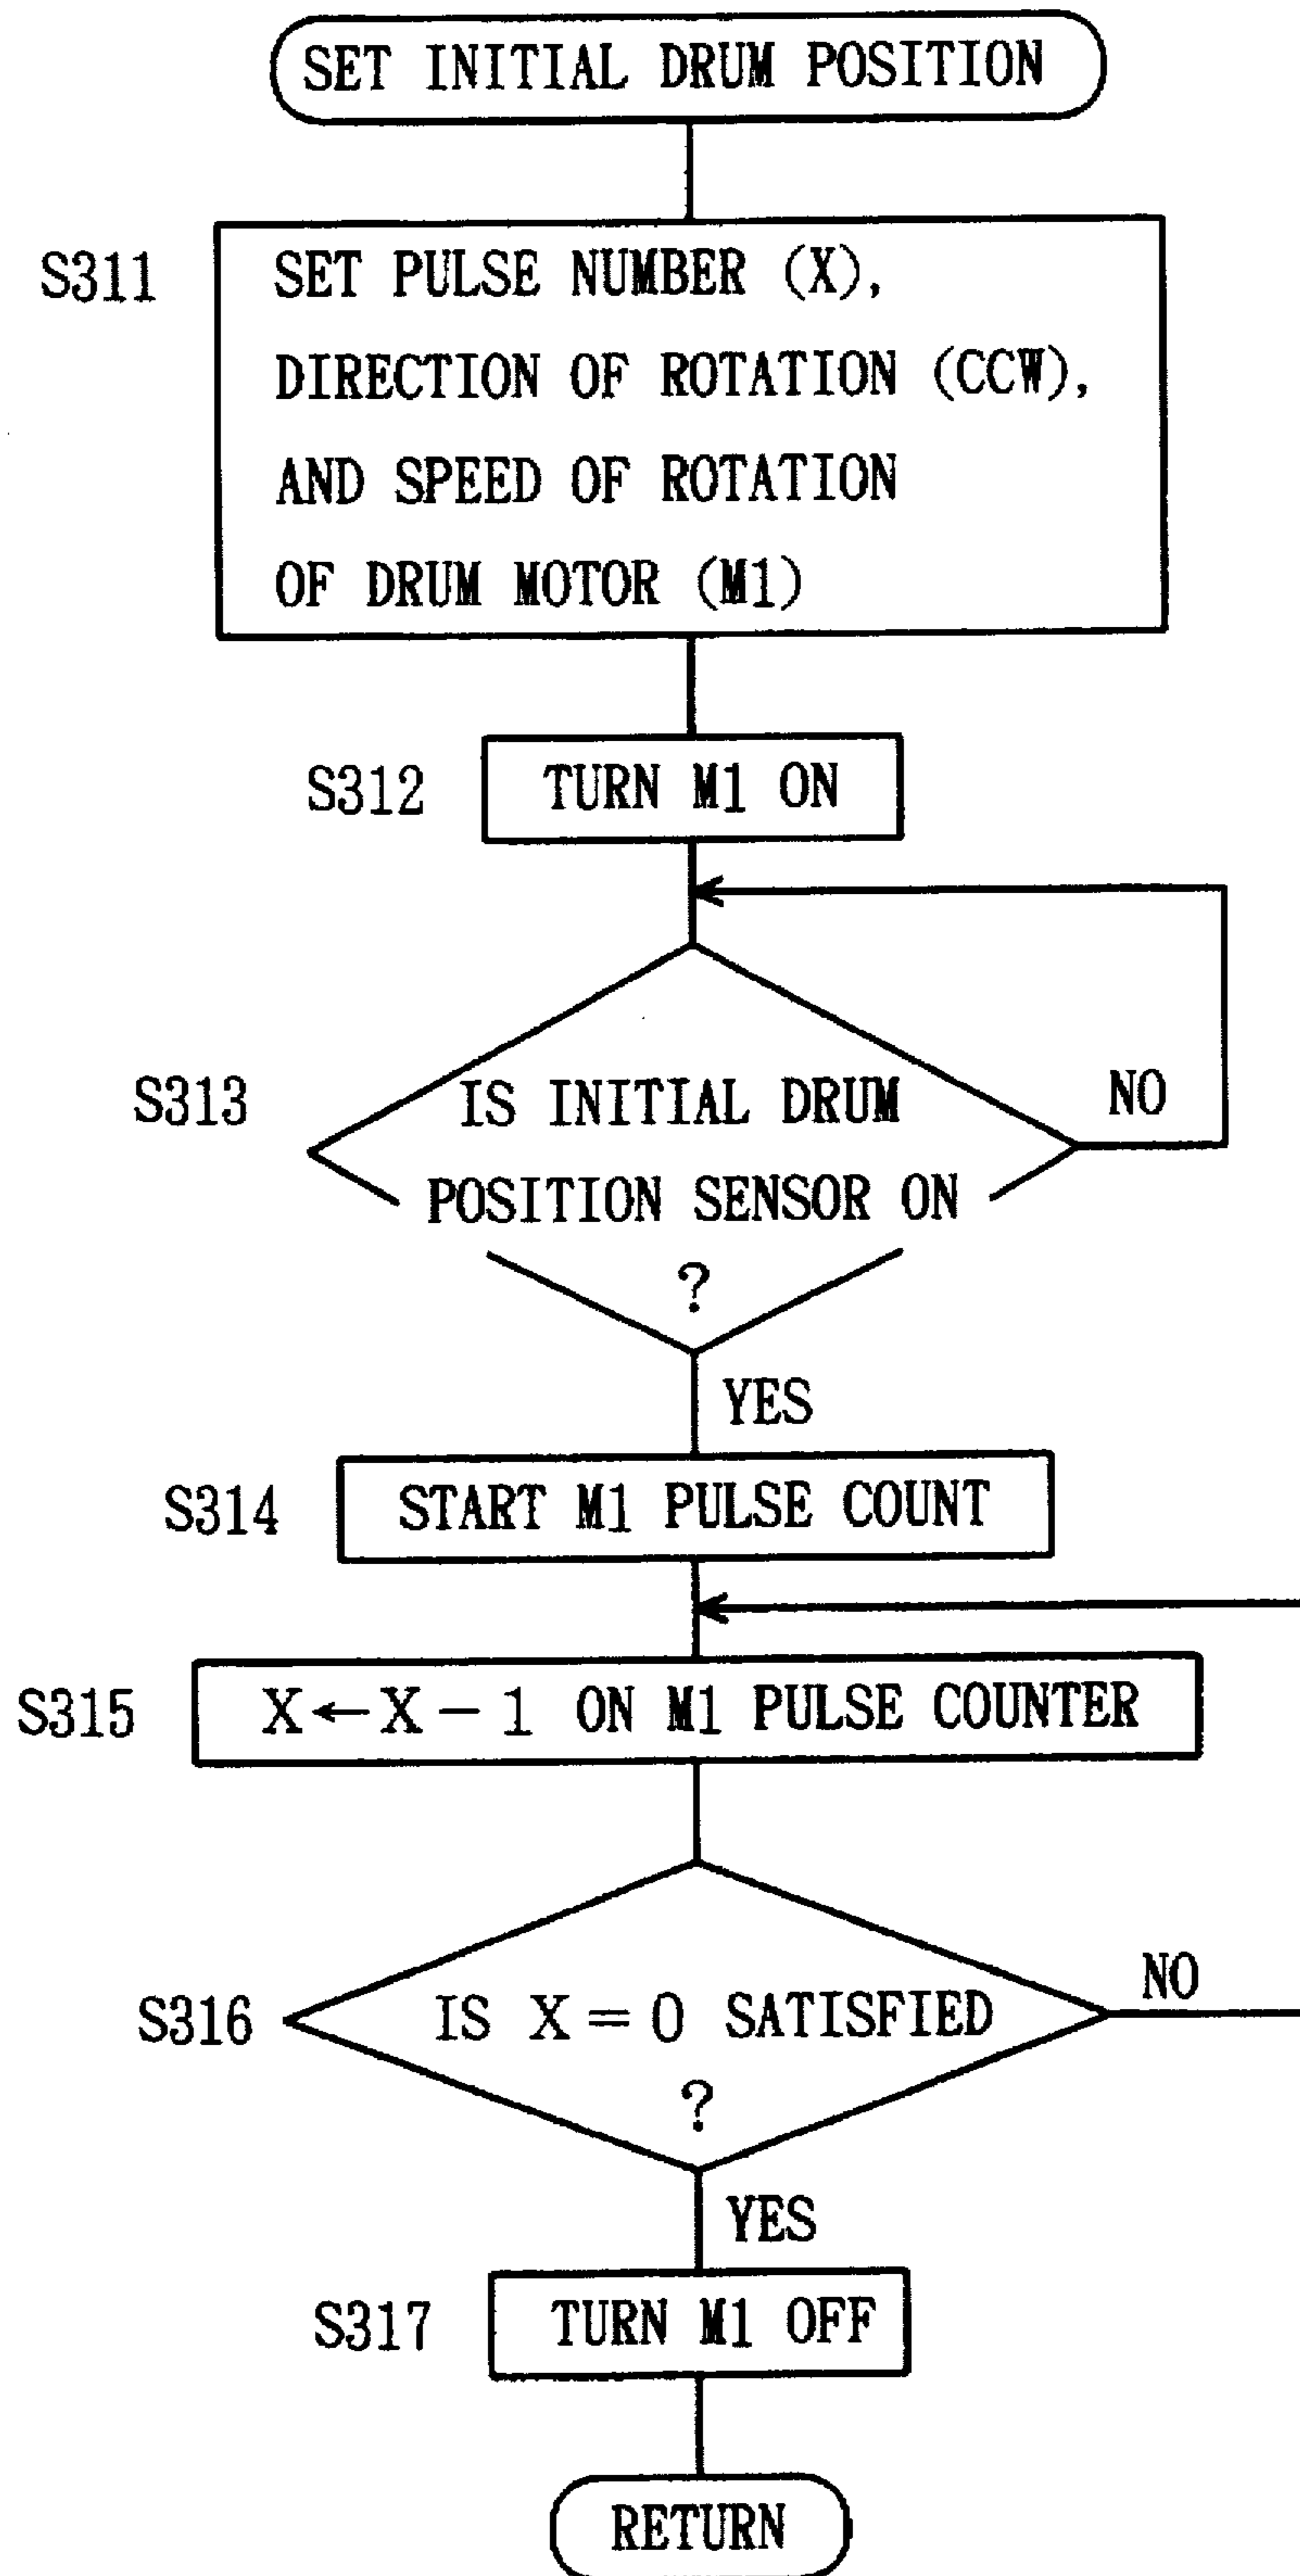 SET INITIAL DRUM POSITION
S311
SET PULSE NUMBER (X),
DIRECTION OF ROTATION (CCW),
AND SPEED OF ROTATION
OF DRUM MOTOR (M1)
S312
TURN M1 ON
S313
IS INITIAL DRUM
NO
POSITION SENSOR ON
?
YES
S314
START M1 PULSE COUNT
S315
X←X−1 ON M1 PULSE COUNTER
S316
IS X=0 SATISFIED
NO
?
YES
S317
TURN M1 OFF
RETURN